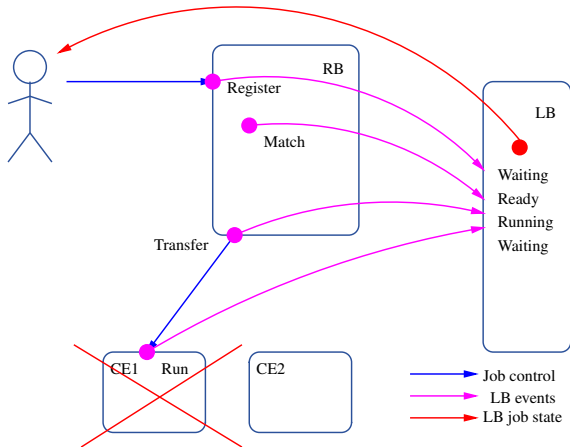 RB
Register
LB
Match
Waiting
Ready
Running
Waiting
Transfer
CE1 Run
CE2
Job control
LB events
LB job state